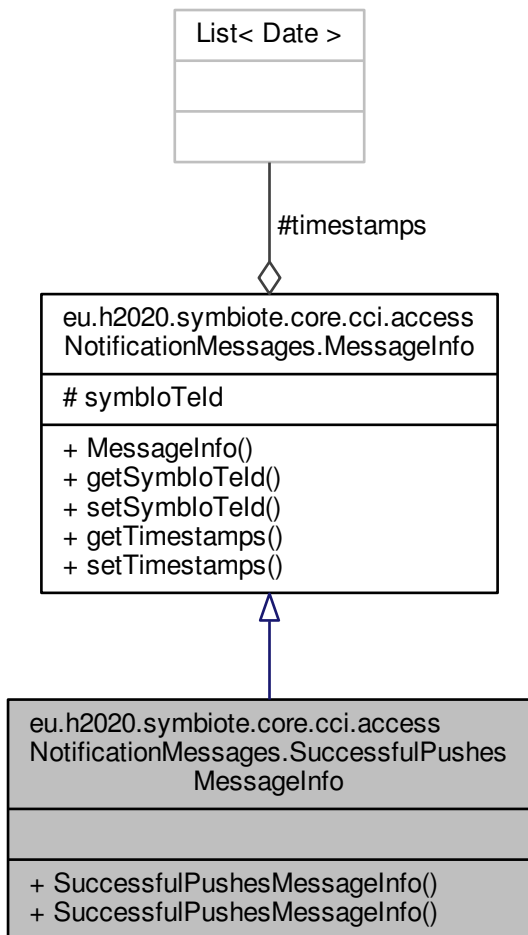 List< Date >
#timestamps
eu.h2020.symbiote.core.cci.access
NotificationMessages.MessageInfo
# symbIoTeId
+ MessageInfo()
+ getSymbIoTeId()
+ setSymbIoTeId()
+ getTimestamps()
+ setTimestamps()
eu.h2020.symbiote.core.cci.access
NotificationMessages.SuccessfulPushes
MessageInfo
+ SuccessfulPushesMessageInfo()
+ SuccessfulPushesMessageInfo()